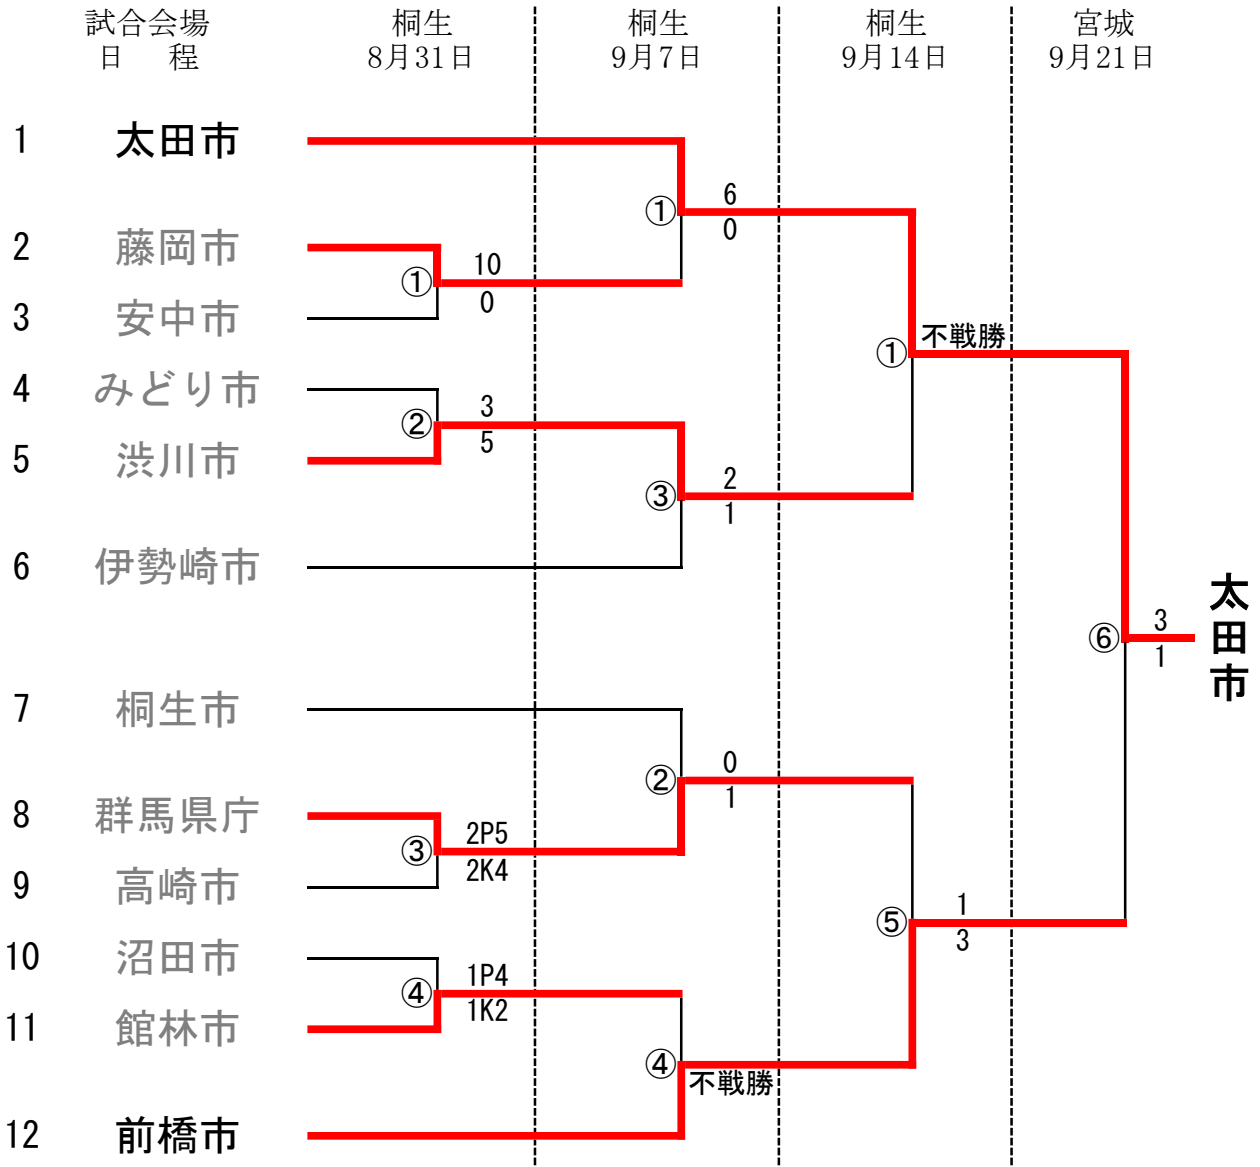 試合会場 桐生 桐生 桐生 宮城
日　程 8月31日 9月7日 9月14日 9月21日
1 太田市
① 6
0
2 藤岡市
① 10
0
3 安中市
① 不戦勝
4 みどり市
② 3
5
5 渋川市
③ 2
1
6 伊勢崎市
⑥ 3
1
太田市
7 桐生市
② 0
1
8 群馬県庁
③ 2P5
2K4
9 高崎市
⑤ 1
3
10 沼田市
④ 1P4
1K2
11 館林市
④ 不戦勝
12 前橋市